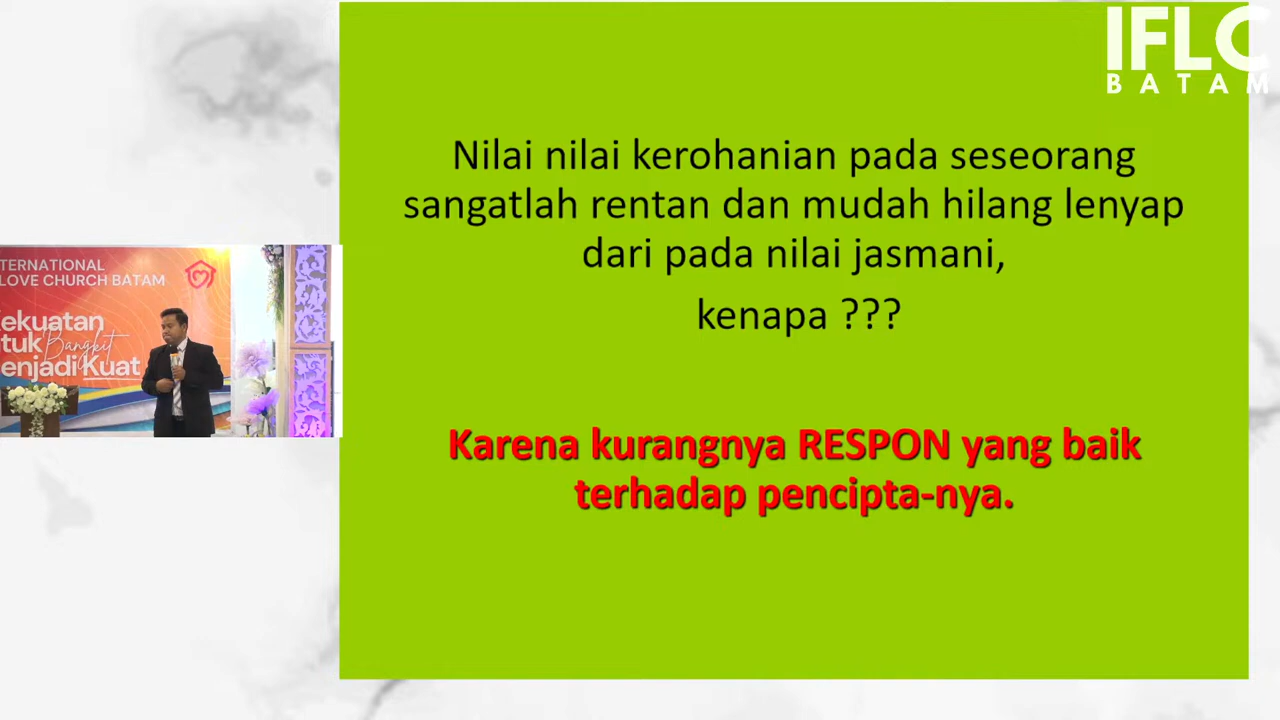 IFLC
BATAM
Nilai nilai kerohanian pada seseorang
sangatlah rentan dan mudah hilang lenyap
dari pada nilai jasmani,
kenapa ???
Karena kurangnya RESPON yang baik
terhadap pencipta-nya.
TERNATIONAL
LOVE CHURCH BATAM
ekuatan
tuk Bangkit
enjadi Kuat